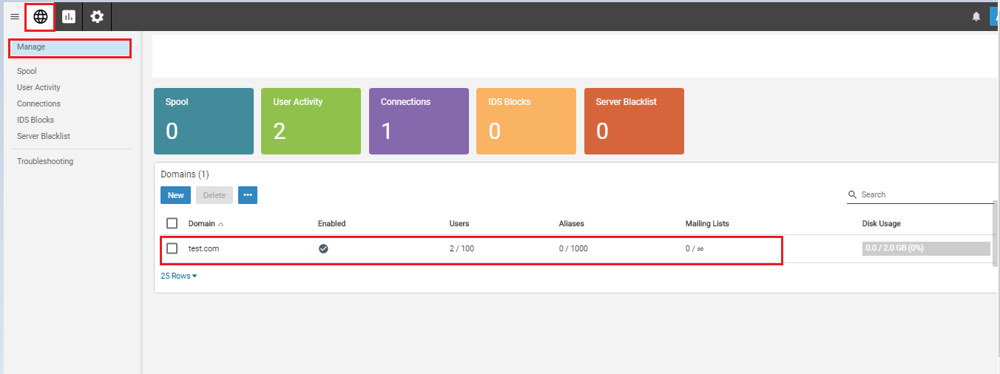 Manage
Spool
User Activity
Connections
IDS Blocks
Server Blacklist
Troubleshooting
Spool User Activity Connections IDS Blocks Server Blacklist
0 2 1 0 0
Domains (1)
New Delete ••• Search
Domain Enabled Users Aliases Mailing Lists Disk Usage
test.com 2 / 100 0 / 1000 0 / ∞ 0.0 / 2.0 GB (0%)
25 Rows